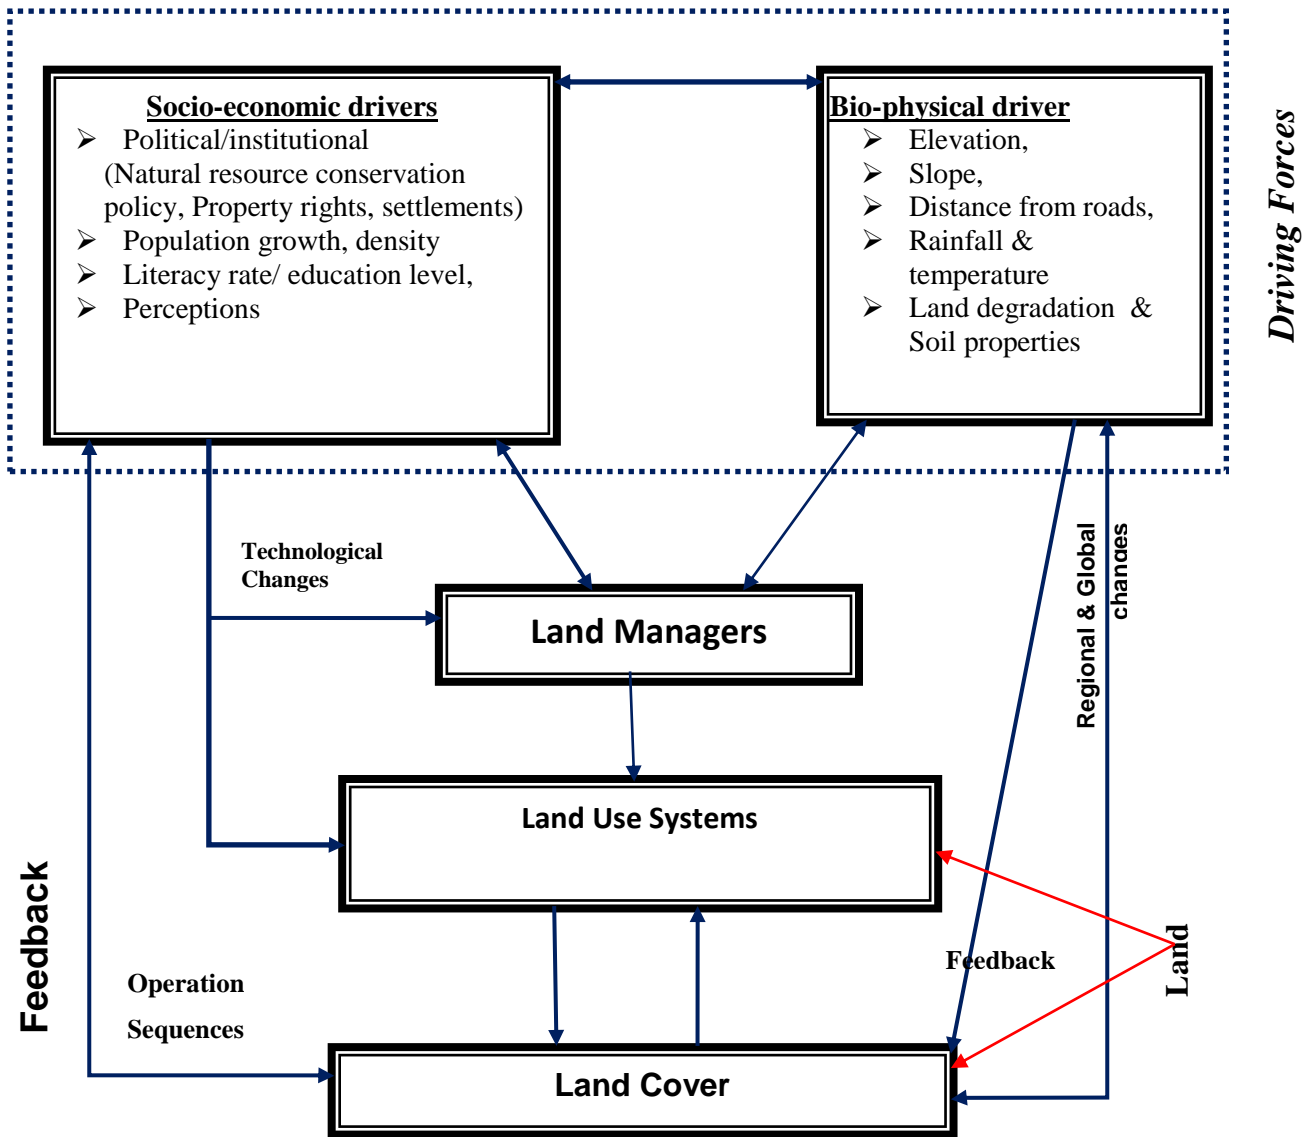 Socio-economic drivers
➢ Political/institutional
(Natural resource conservation
policy, Property rights, settlements)
➢ Population growth, density
➢ Literacy rate/ education level,
➢ Perceptions
Bio-physical driver
➢ Elevation,
➢ Slope,
➢ Distance from roads,
➢ Rainfall &
temperature
➢ Land degradation &
Soil properties
Driving Forces
Technological
Changes
Regional & Global
changes
Land Managers
Land Use Systems
Feedback
Operation
Sequences
Feedback
Land
Land Cover